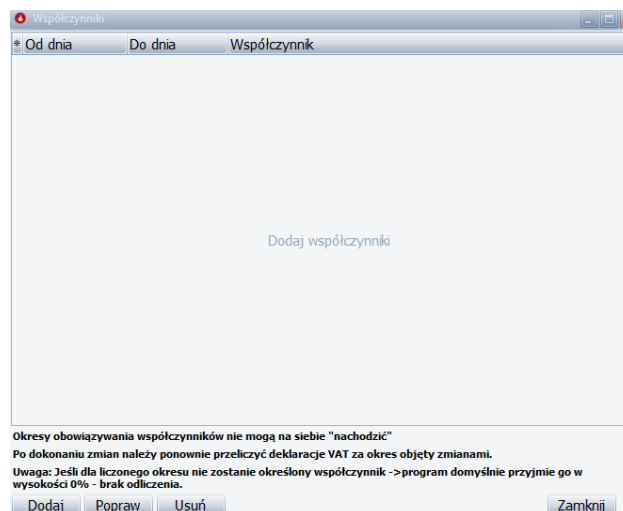 Współczynniki
* Od dnia Do dnia Współczynnik
Dodaj współczynniki
Okresy obowiązywania współczynników nie mogą na siebie "nachodzić"
Po dokonaniu zmian należy ponownie przeliczyć deklaracje VAT za okres objęty zmianami.
Uwaga: Jeśli dla liczonego okresu nie zostanie określony współczynnik ->program domyślnie przyjmie go w
wysokości 0% - brak odliczenia.
Dodaj Popraw Usuń Zamknij